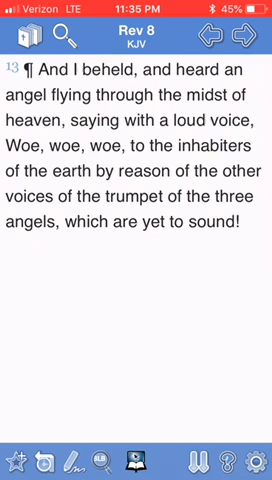 Verizon LTE 11:35 PM 45%
Rev 8
KJV
13 ¶ And I beheld, and heard an
angel flying through the midst of
heaven, saying with a loud voice,
Woe, woe, woe, to the inhabiters
of the earth by reason of the other
voices of the trumpet of the three
angels, which are yet to sound!
BLB